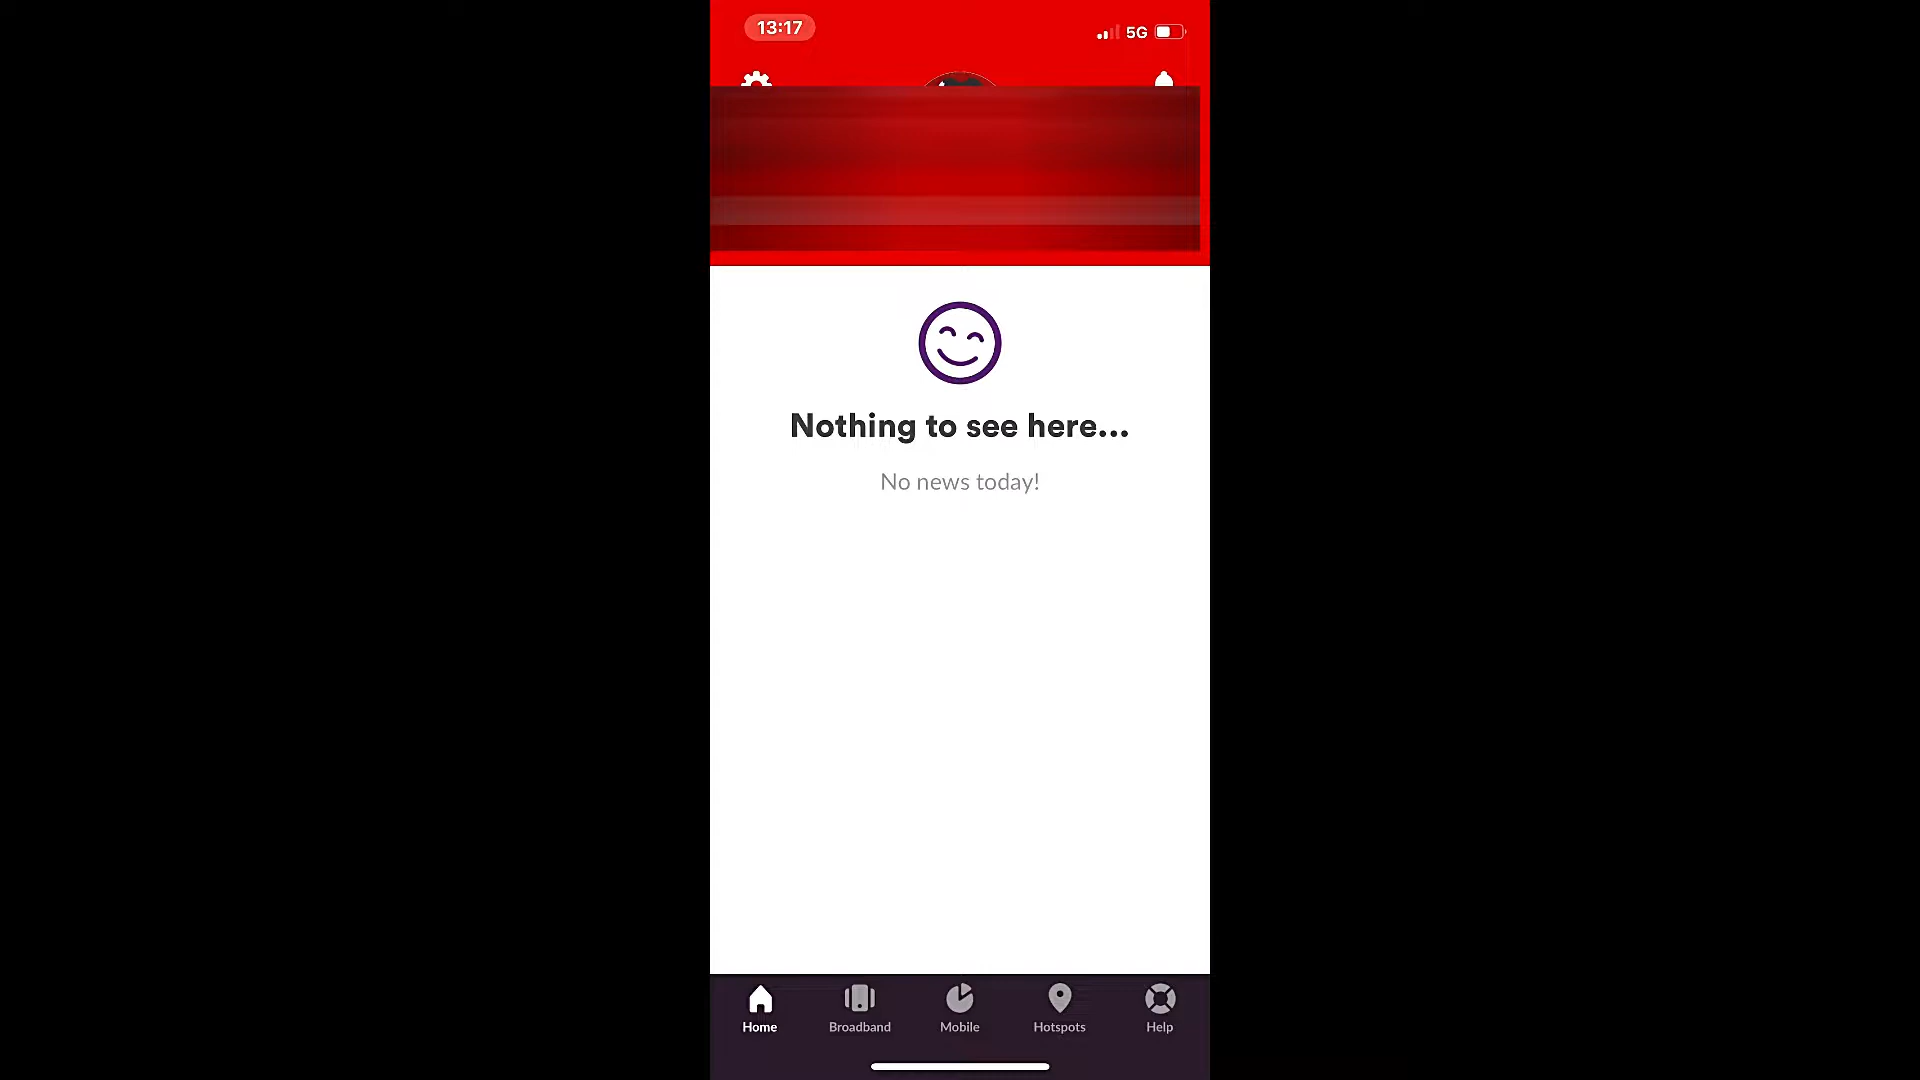 13:17
5G
Nothing to see here...
No news today!
Home
Broadband
Mobile
Hotspots
Help